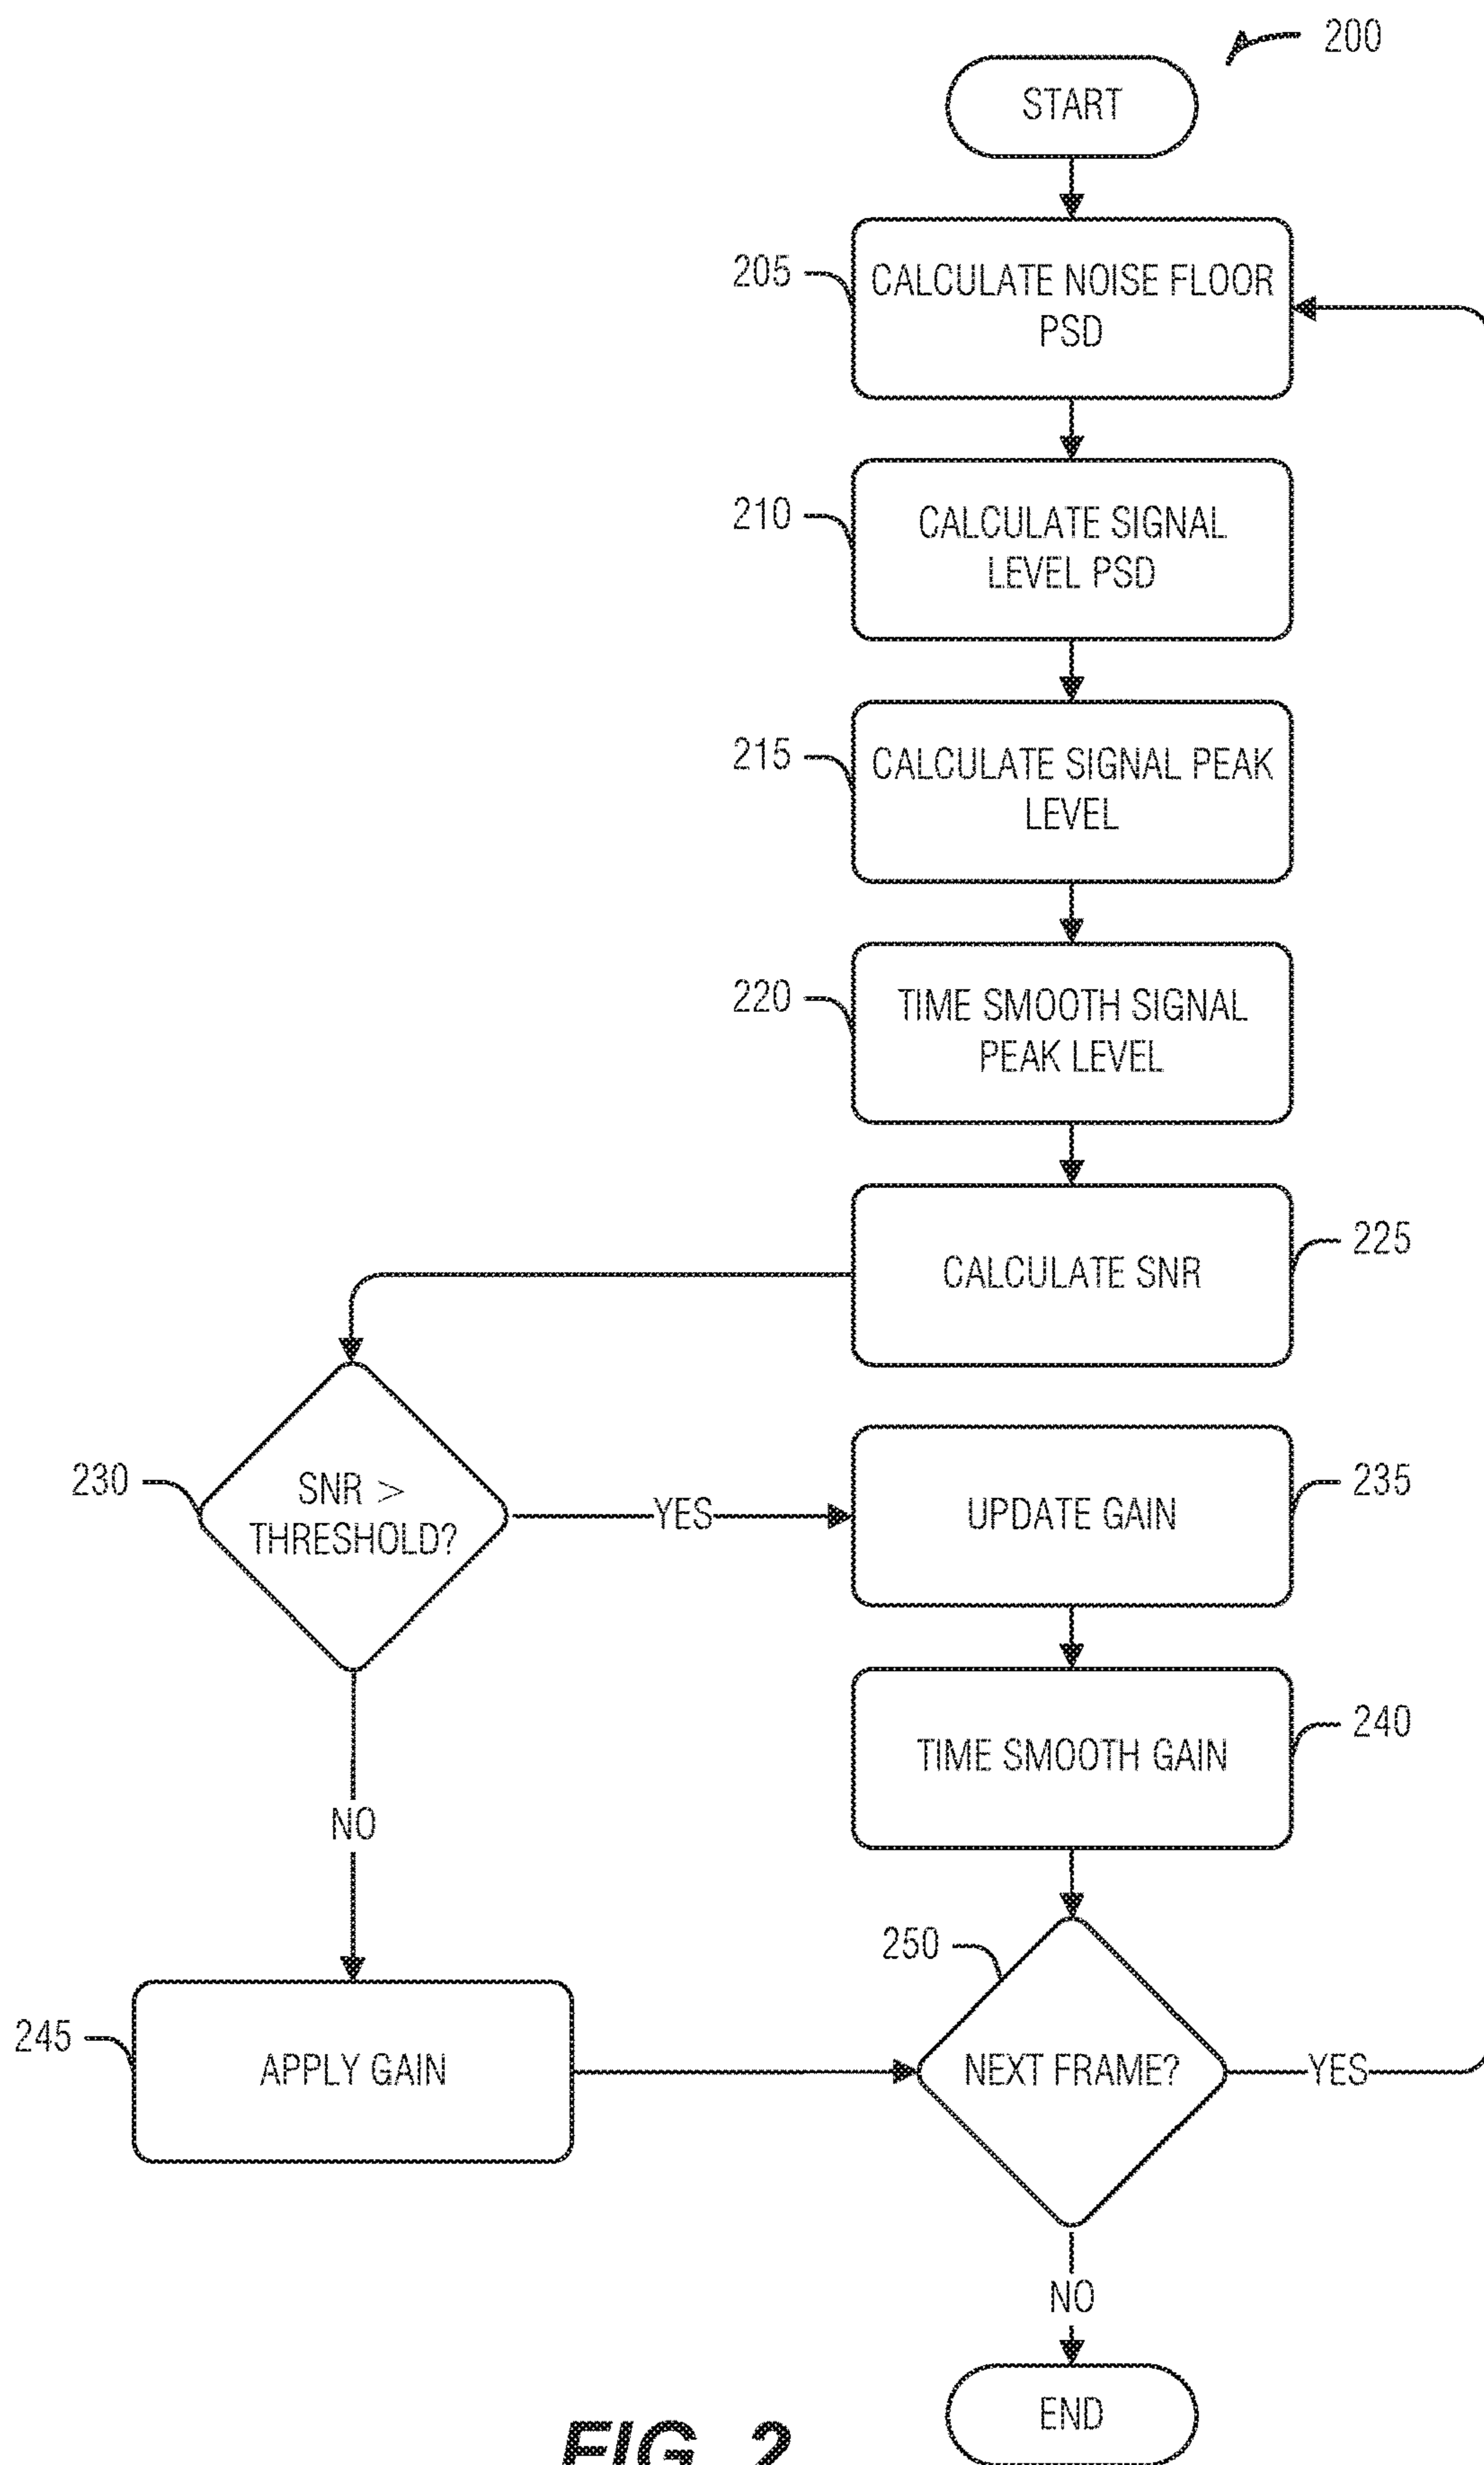 200
START
205
CALCULATE NOISE FLOOR
PSD
210
CALCULATE SIGNAL
LEVEL PSD
215
CALCULATE SIGNAL PEAK
LEVEL
220
TIME SMOOTH SIGNAL
PEAK LEVEL
CALCULATE SNR
225
230
SNR >
THRESHOLD?
YES
UPDATE GAIN
235
TIME SMOOTH GAIN
240
NO
245
APPLY GAIN
250
NEXT FRAME?
YES
NO
END
FIG. 2